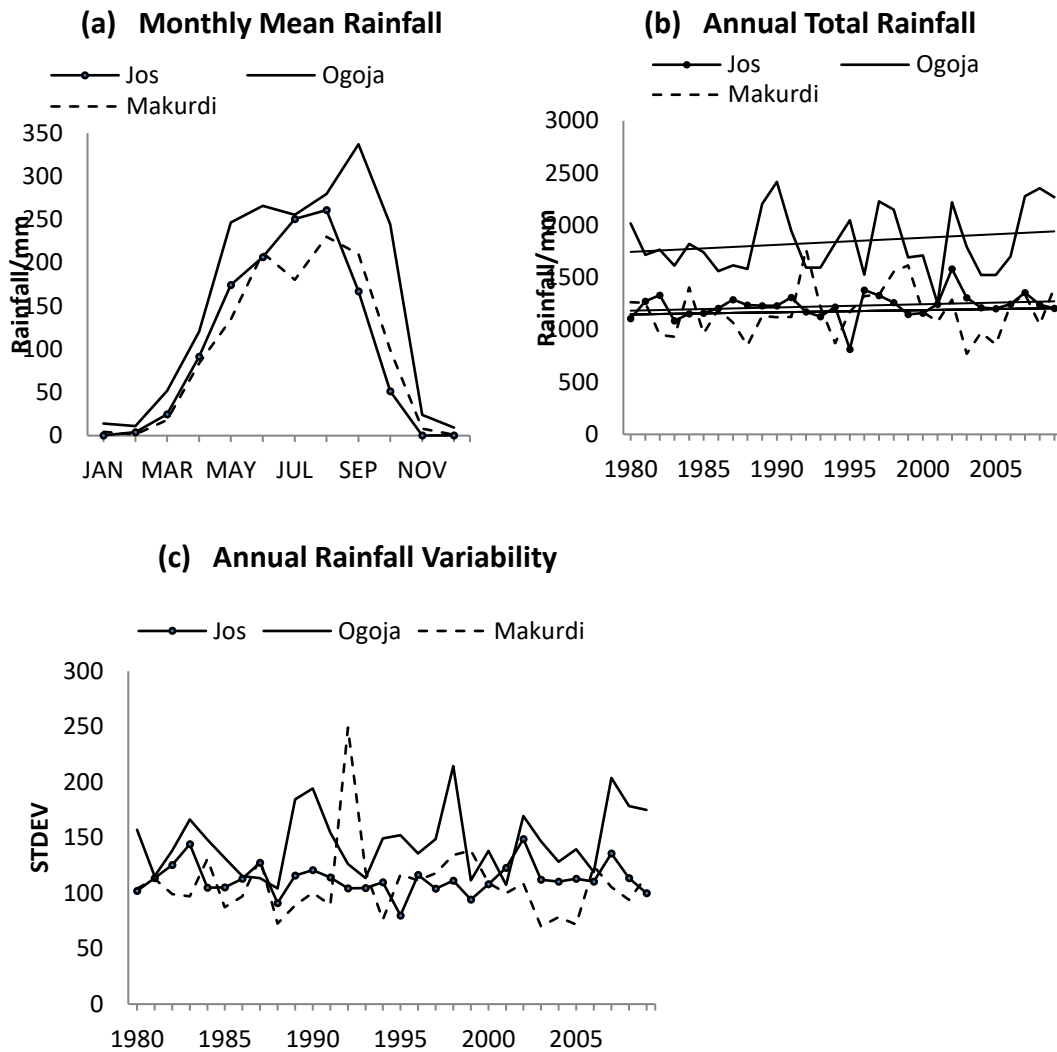 (a) Monthly Mean Rainfall
Jos Ogoja
Makurdi
350
300
250
200
150
100
50
0
Rainfall/mm
JAN MAR MAY JUL SEP NOV
(b) Annual Total Rainfall
Jos Ogoja
Makurdi
3000
2500
2000
1500
1000
500
0
Rainfall/mm
1980 1985 1990 1995 2000 2005
(c) Annual Rainfall Variability
Jos Ogoja Makurdi
300
250
200
150
100
50
0
STDEV
1980 1985 1990 1995 2000 2005